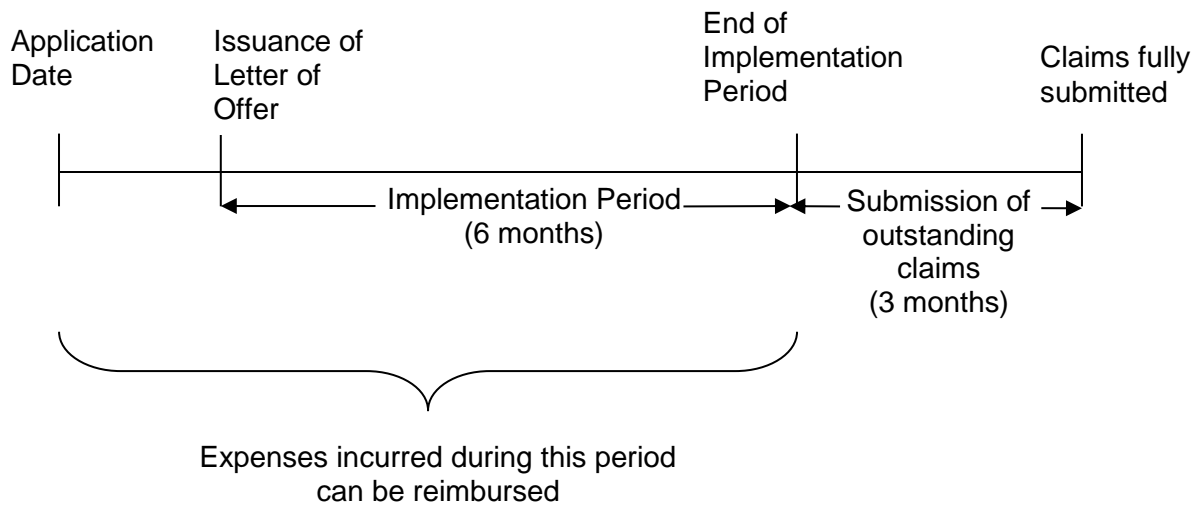 Application
Date
Issuance of
Letter of
Offer
End of
Implementation
Period
Claims fully
submitted
Implementation Period
(6 months)
Submission of
outstanding
claims
(3 months)
Expenses incurred during this period
can be reimbursed